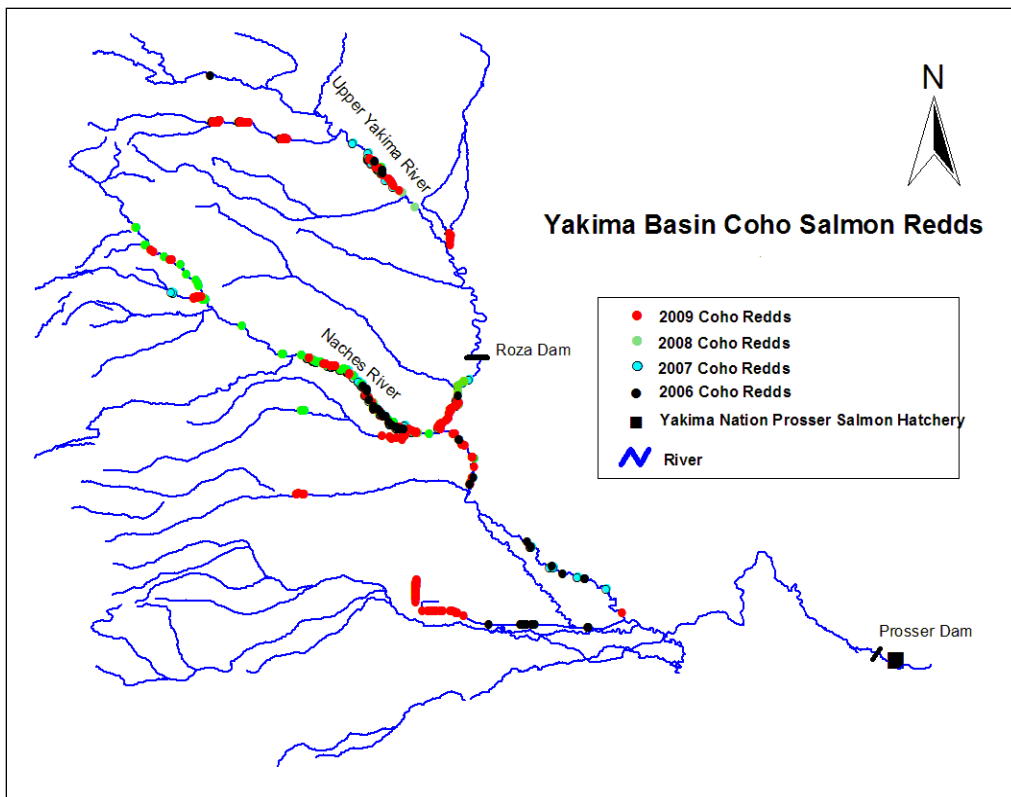 N
Upper Yakima River
Yakima Basin Coho Salmon Redds
2009 Coho Redds
2008 Coho Redds
2007 Coho Redds
2006 Coho Redds
Yakima Nation Prosser Salmon Hatchery
River
Roza Dam
Naches River
Prosser Dam